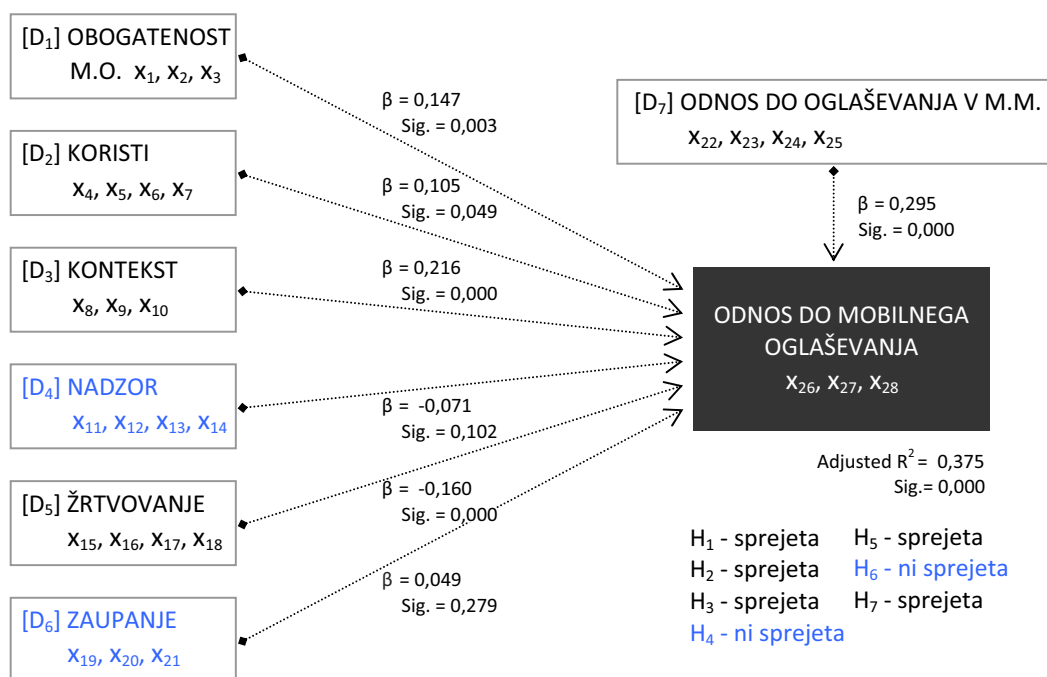 [D₁] OBOGATENOST
M.O. x₁, x₂, x₃
β = 0,147
Sig. = 0,003
[D₇] ODNOS DO OGLAŠEVANJA V M.M.
x₂₂, x₂₃, x₂₄, x₂₅
[D₂] KORISTI
x₄, x₅, x₆, x₇
β = 0,105
Sig. = 0,049
β = 0,295
Sig. = 0,000
[D₃] KONTEKST
x₈, x₉, x₁₀
β = 0,216
Sig. = 0,000
ODNOS DO MOBILNEGA
OGLAŠEVANJA
x₂₆, x₂₇, x₂₈
[D₄] NADZOR
x₁₁, x₁₂, x₁₃, x₁₄
β = -0,071
Sig. = 0,102
Adjusted R² = 0,375
Sig.= 0,000
[D₅] ŽRTVOVANJE
x₁₅, x₁₆, x₁₇, x₁₈
β = -0,160
Sig. = 0,000
[D₆] ZAUPANJE
x₁₉, x₂₀, x₂₁
β = 0,049
Sig. = 0,279
H₁ - sprejeta
H₂ - sprejeta
H₃ - sprejeta
H₄ - ni sprejeta
H₅ - sprejeta
H₆ - ni sprejeta
H₇ - sprejeta